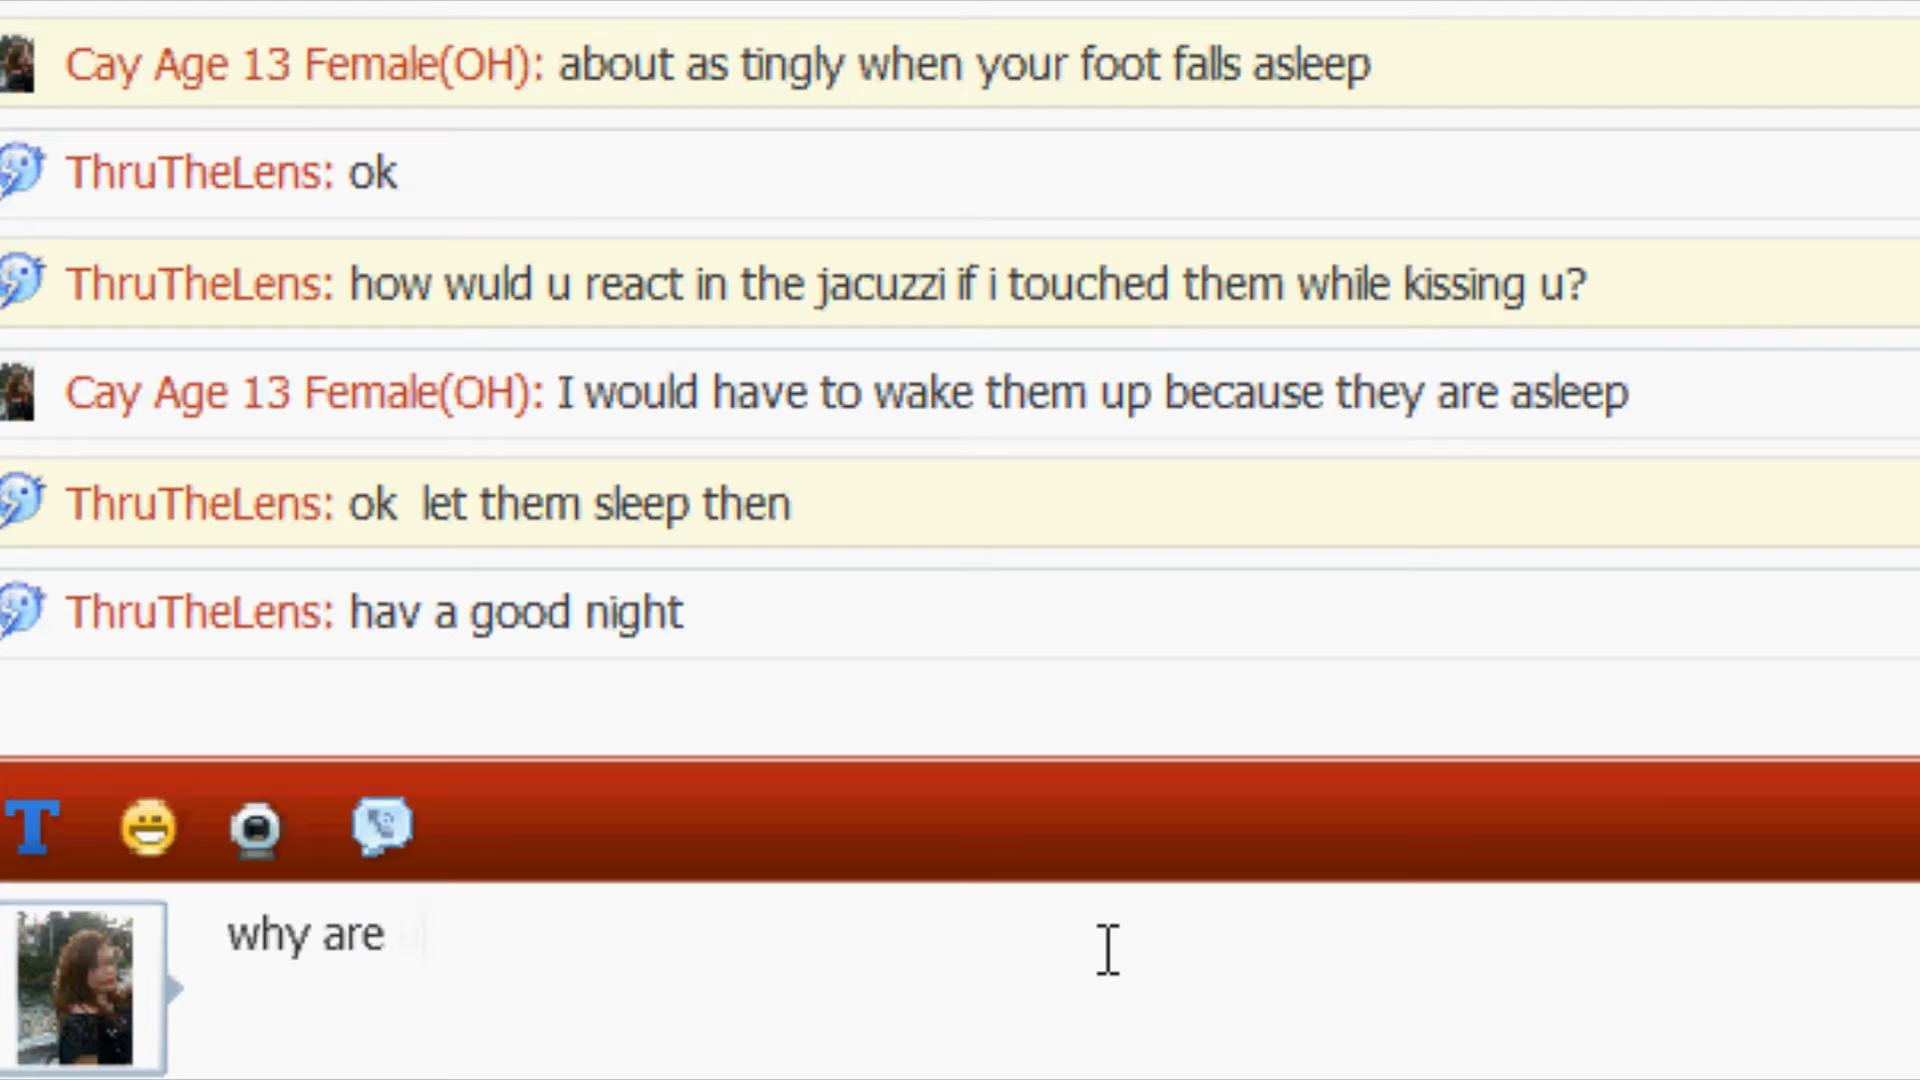 Cay Age 13 Female(OH): about as tingly when your foot falls asleep
ThruTheLens: ok
ThruTheLens: how wuld u react in the jacuzzi if i touched them while kissing u?
Cay Age 13 Female(OH): I would have to wake them up because they are asleep
ThruTheLens: ok let them sleep then
ThruTheLens: hav a good night
T
why are